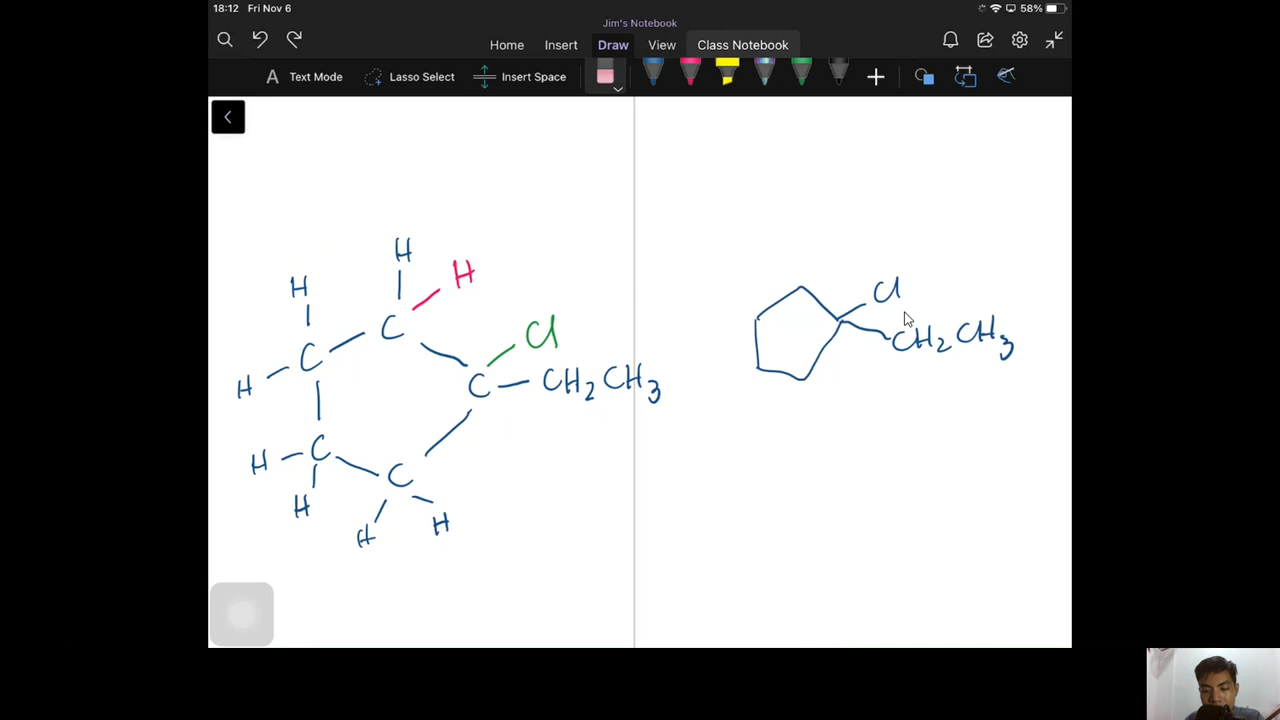 18:12 Fri Nov 6
58%
Jim's Notebook
Home Insert Draw View Class Notebook
A Text Mode Lasso Select Insert Space
H
H
H
C
Cl
C
H
C CH2CH3
C
H
H
C
H
H
Cl
CH2CH3